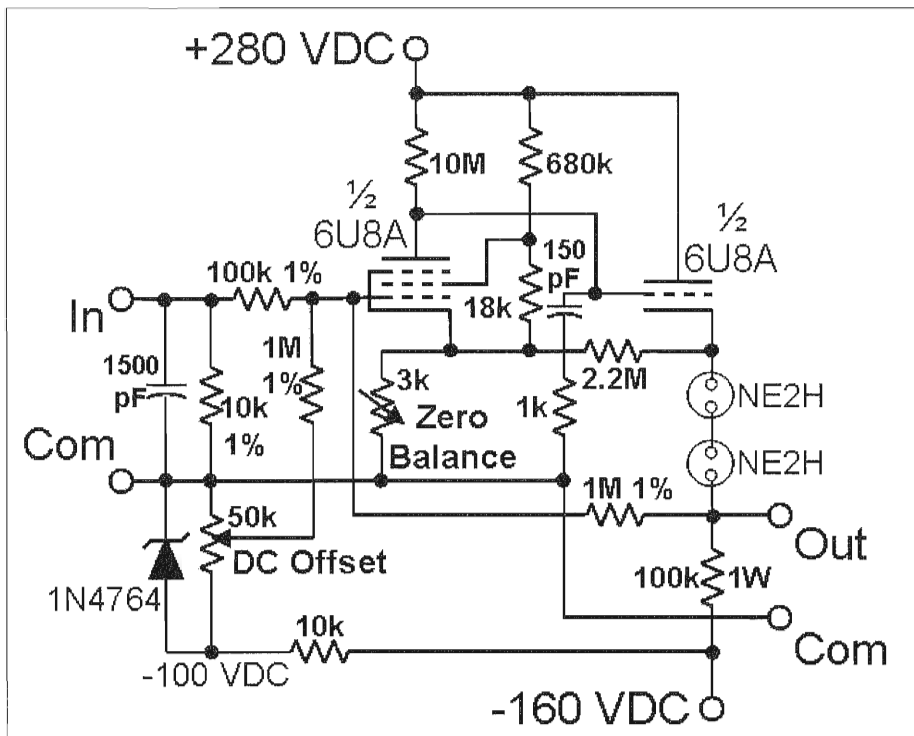 +280 VDC
10M
680k
½
6U8A
½
6U8A
150
pF
100k 1%
18k
In
1M
1%
1500
pF
10k
1%
3k
Zero
Balance
2.2M
1k
NE2H
NE2H
Com
1M 1%
50k
DC Offset
Out
1N4764
100k
1W
10k
Com
-100 VDC
-160 VDC